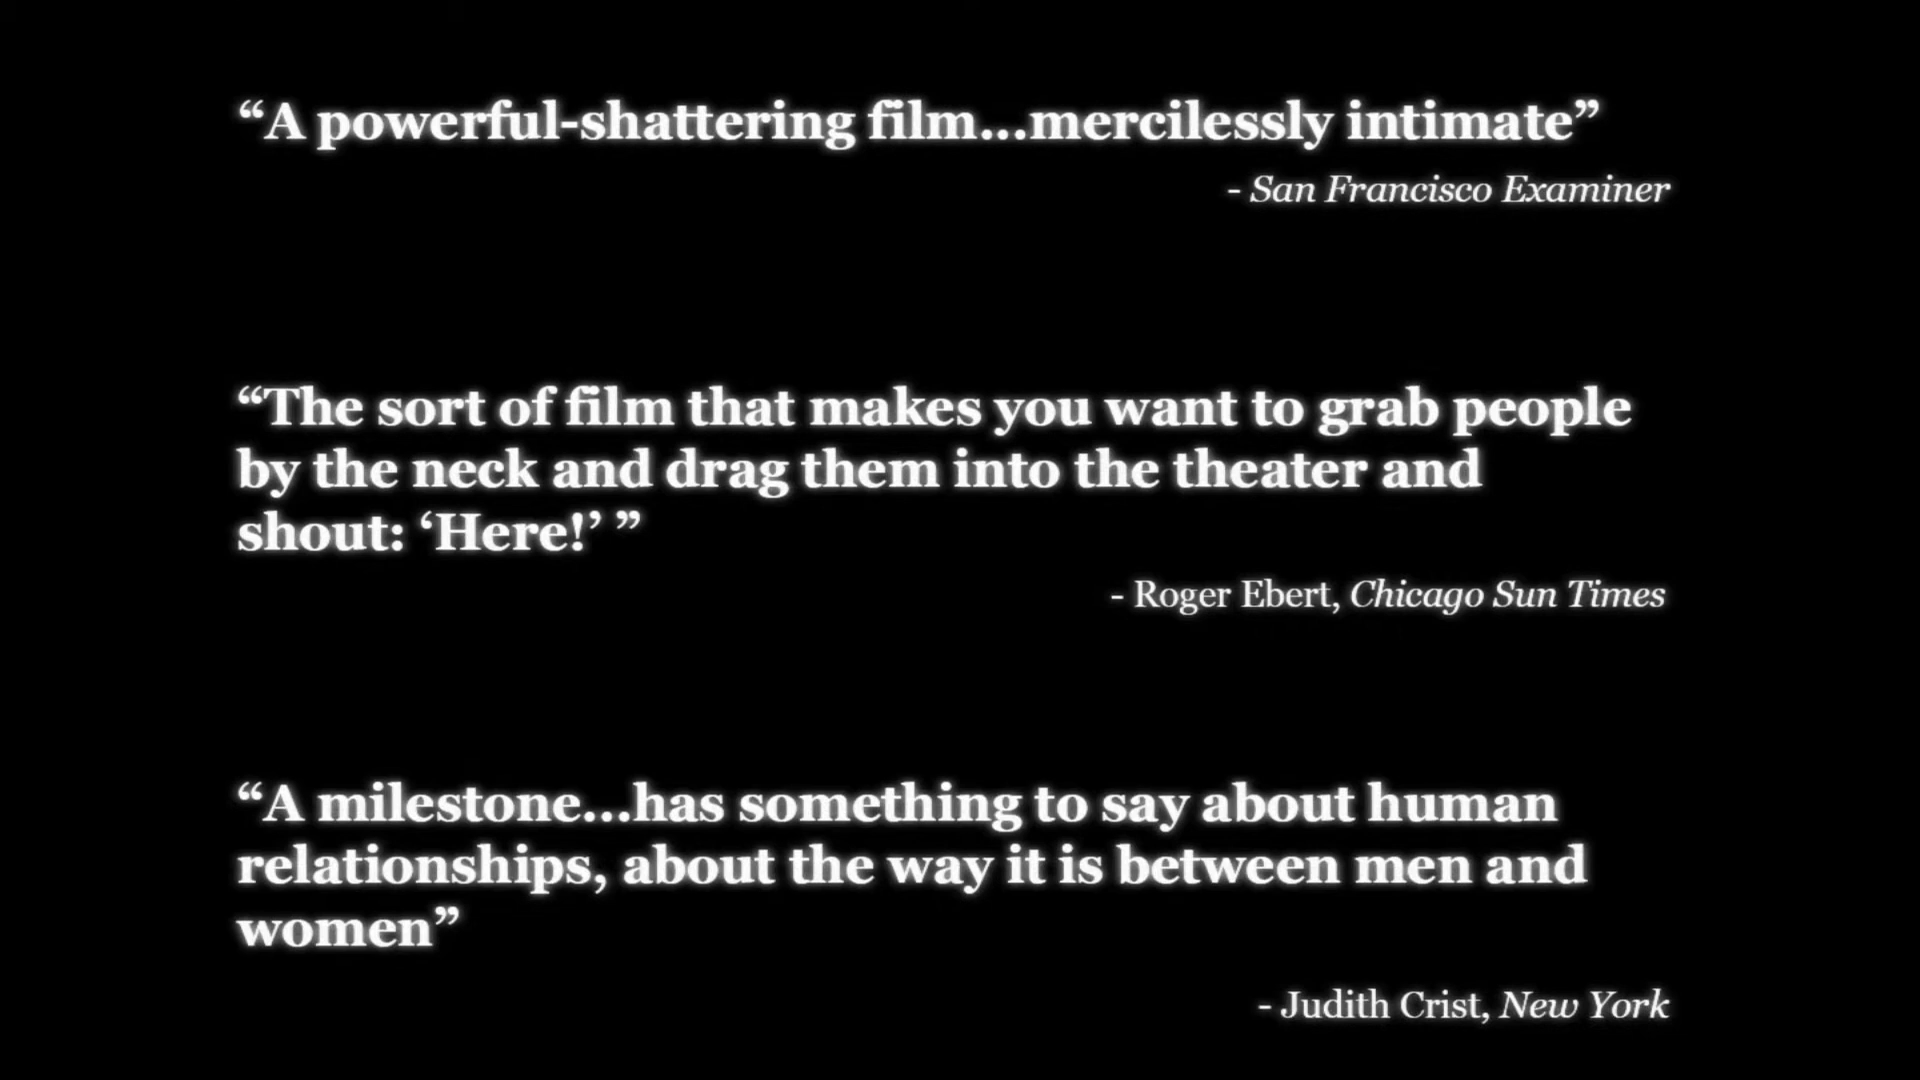 “A powerful-shattering film...mercilessly intimate”
- San Francisco Examiner
“The sort of film that makes you want to grab people
by the neck and drag them into the theater and
shout: ‘Here!’ ”
- Roger Ebert, Chicago Sun Times
“A milestone...has something to say about human
relationships, about the way it is between men and
women”
- Judith Crist, New York